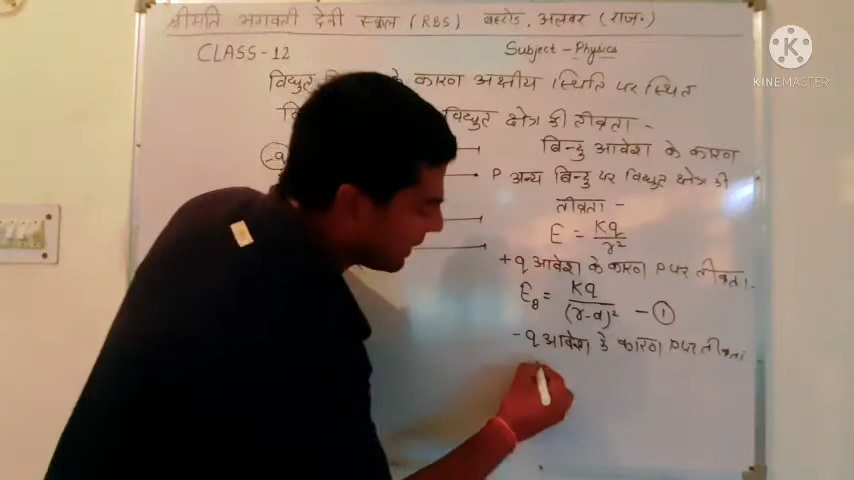 श्रीमति भगवती देवी स्कूल (RBS) बहरोड, अलवर (राज.)
CLASS-12 Subject - Physics
विद्युत के कारण अक्षीय स्थिति पर स्थित
वि विद्युत क्षेत्र की तीव्रता -
-q
P
बिन्दु आवेश के कारण
अन्य बिन्दु पर विद्युत क्षेत्र की
तीव्रता -
E = Kq/r²
+q आवेश के कारण P पर तीव्रता -
E_B = Kq/(r-a)² - ①
-q आवेश के कारण P पर तीव्रता
KINEMASTER